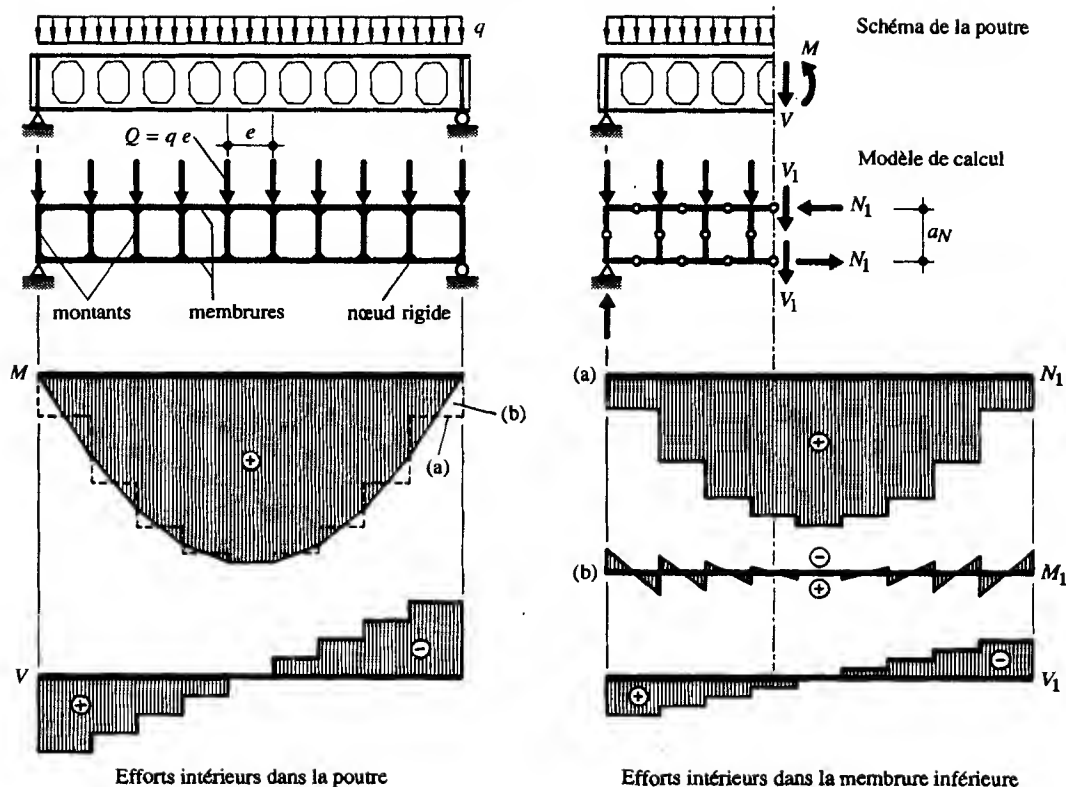 q
Q = q e
e
montants
membrures
nœud rigide
M
(b)
(a)
V
Efforts intérieurs dans la poutre
Schéma de la poutre
M
V
Modèle de calcul
V1
N1
aN
N1
V1
(a)
N1
(b)
M1
V1
Efforts intérieurs dans la membrure inférieure